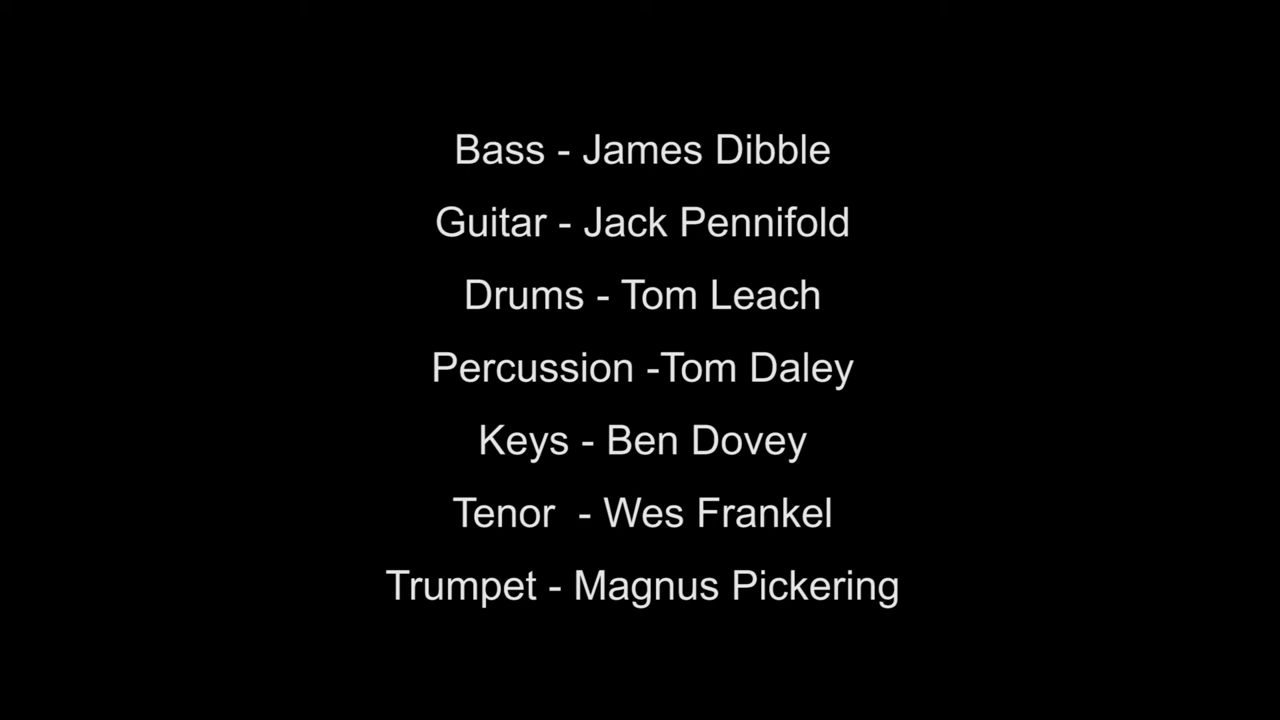 Bass - James Dibble
Guitar - Jack Pennifold
Drums - Tom Leach
Percussion -Tom Daley
Keys - Ben Dovey
Tenor  - Wes Frankel
Trumpet - Magnus Pickering